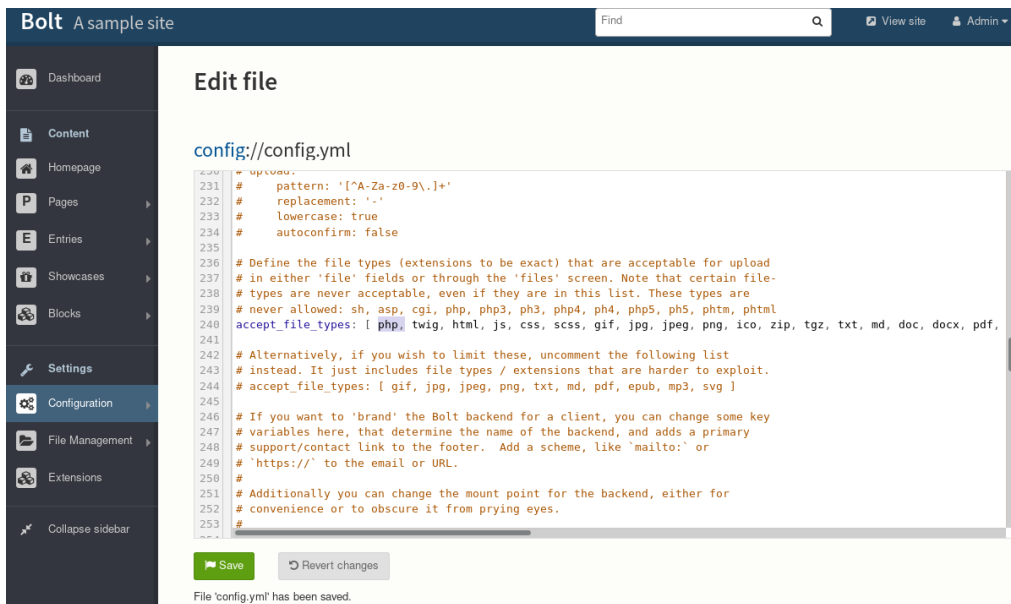 Bolt A sample site
Find
View site
Admin
Dashboard
Content
Homepage
P Pages
E Entries
Showcases
Blocks
Settings
Configuration
File Management
Extensions
Collapse sidebar
Edit file
config://config.yml
230 # upload:
231 #     pattern: '[^A-Za-z0-9\.]+'
232 #     replacement: '-'
233 #     lowercase: true
234 #     autoconfirm: false
235
236 # Define the file types (extensions to be exact) that are acceptable for upload
237 # in either 'file' fields or through the 'files' screen. Note that certain file-
238 # types are never acceptable, even if they are in this list. These types are
239 # never allowed: sh, asp, cgi, php, php3, ph3, php4, ph4, php5, ph5, phtm, phtml
240 accept_file_types: [ php, twig, html, js, css, scss, gif, jpg, jpeg, png, ico, zip, tgz, txt, md, doc, docx, pdf,
241
242 # Alternatively, if you wish to limit these, uncomment the following list
243 # instead. It just includes file types / extensions that are harder to exploit.
244 # accept_file_types: [ gif, jpg, jpeg, png, txt, md, pdf, epub, mp3, svg ]
245
246 # If you want to 'brand' the Bolt backend for a client, you can change some key
247 # variables here, that determine the name of the backend, and adds a primary
248 # support/contact link to the footer.  Add a scheme, like `mailto:` or
249 # `https://` to the email or URL.
250 #
251 # Additionally you can change the mount point for the backend, either for
252 # convenience or to obscure it from prying eyes.
253 #
Save
Revert changes
File 'config.yml' has been saved.